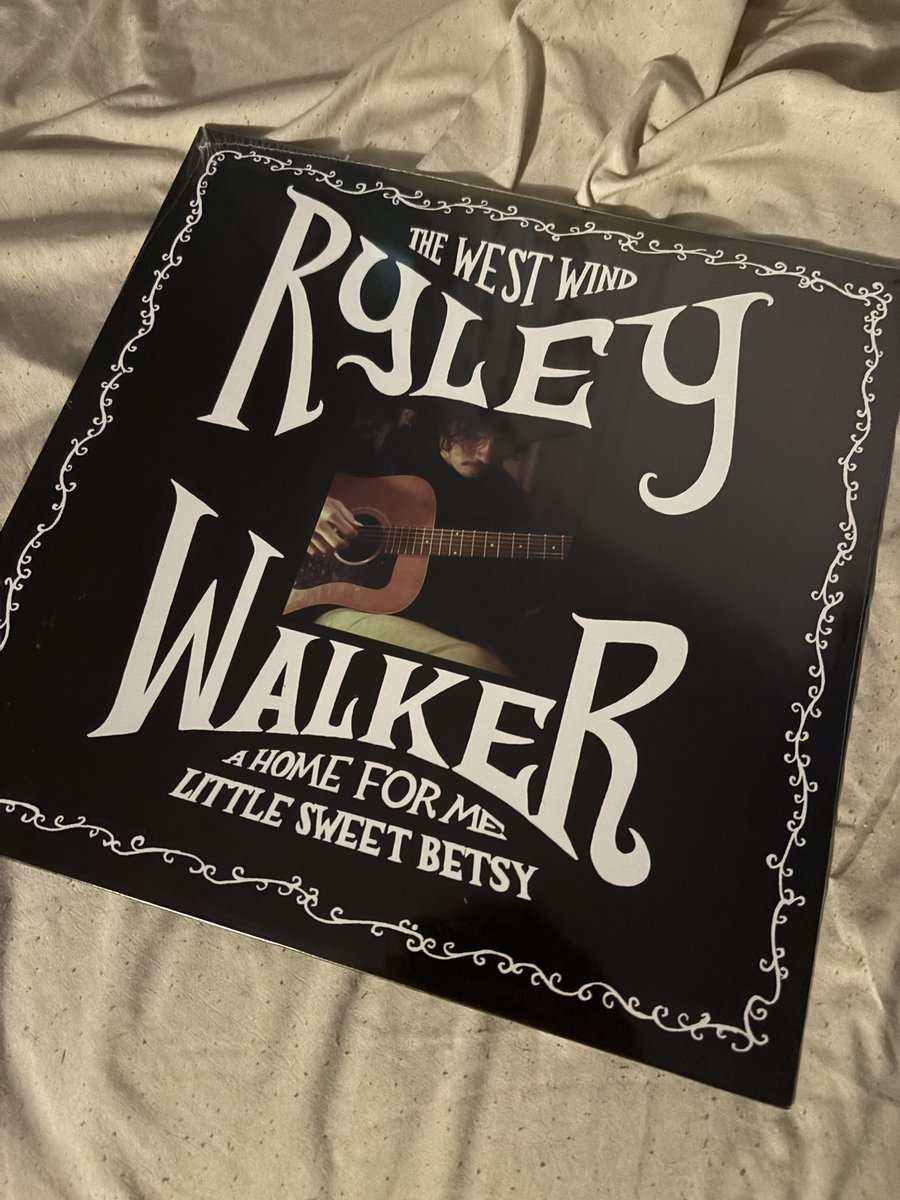 THE WEST WIND
RYLEY
WALKER
A HOME FOR ME
LITTLE SWEET BETSY